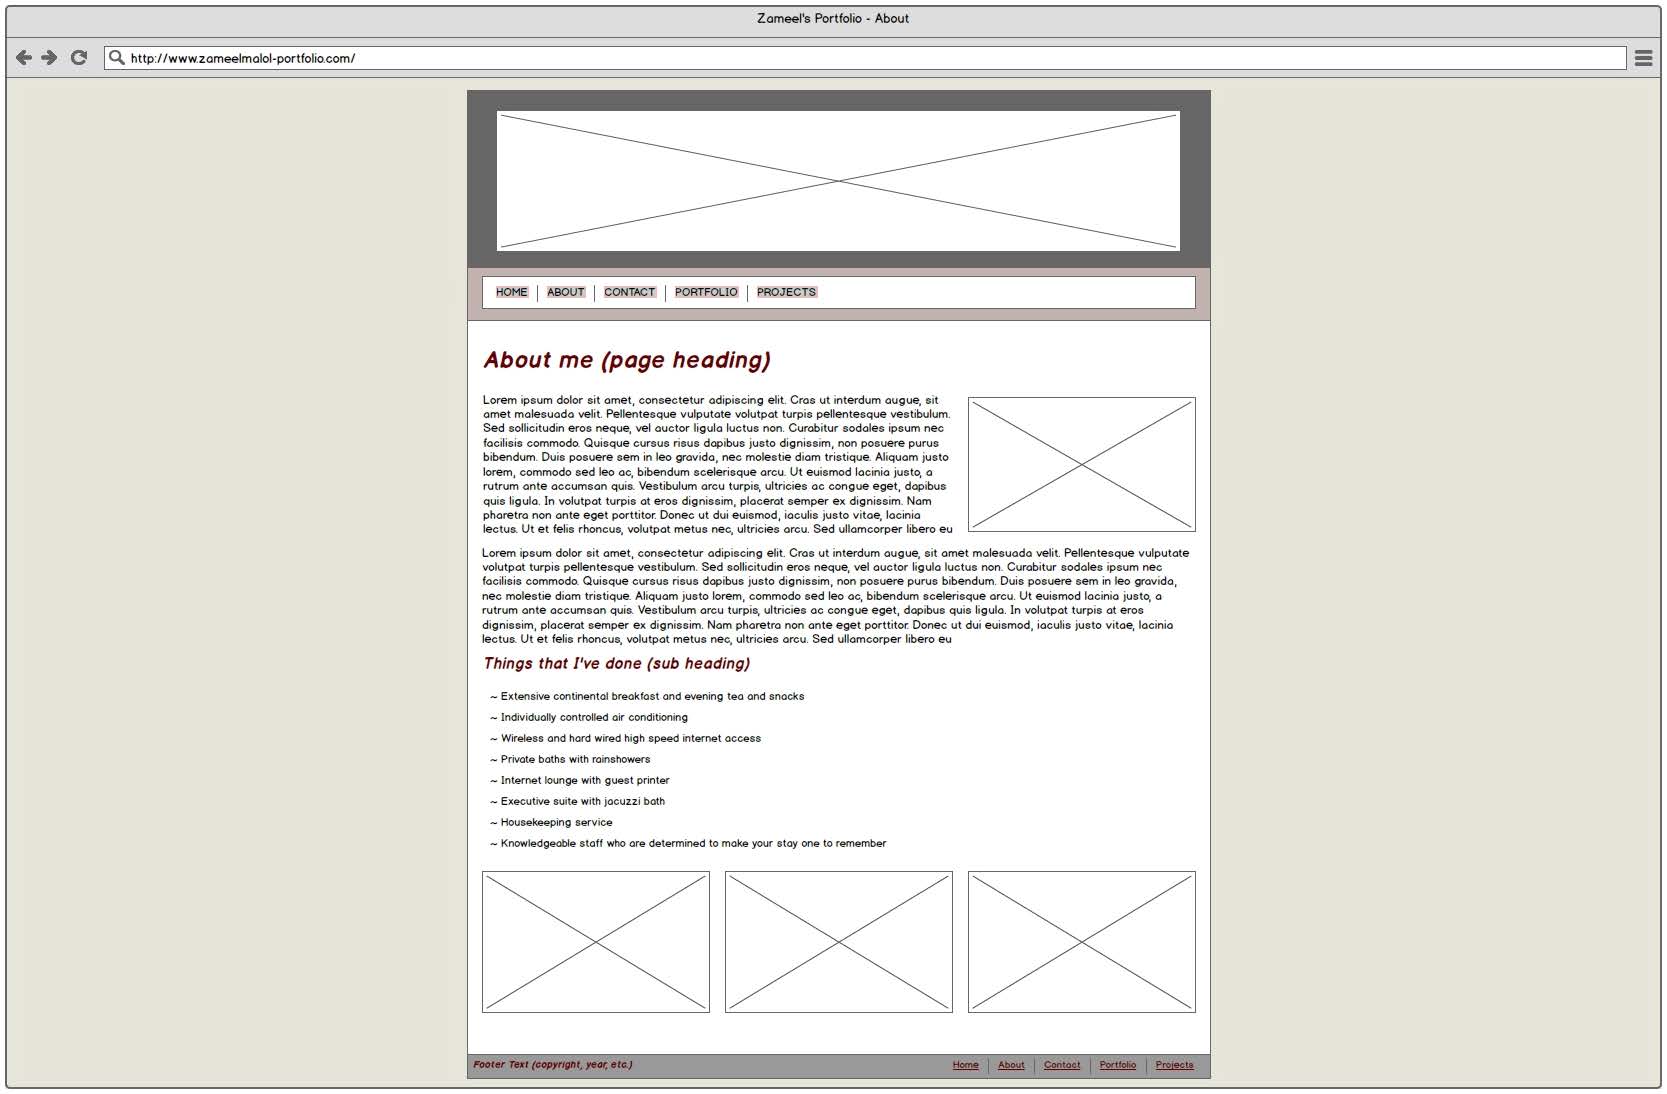 Zameel's Portfolio - About
http://www.zameelmalol-portfolio.com/
HOME ABOUT CONTACT PORTFOLIO PROJECTS
About me (page heading)
Lorem ipsum dolor sit amet, consectetur adipiscing elit. Cras ut interdum augue, sit
amet malesuada velit. Pellentesque vulputate volutpat turpis pellentesque vestibulum.
Sed sollicitudin eros neque, vel auctor ligula luctus non. Curabitur sodales ipsum nec
facilisis commodo. Quisque cursus risus dapibus justo dignissim, non posuere purus
bibendum. Duis posuere sem in leo gravida, nec molestie diam tristique. Aliquam justo
lorem, commodo sed leo ac, bibendum scelerisque arcu. Ut euismod lacinia justo, a
rutrum ante accumsan quis. Vestibulum arcu turpis, ultricies ac congue eget, dapibus
quis ligula. In volutpat turpis at eros dignissim, placerat semper ex dignissim. Nam
pharetra non ante eget porttitor. Donec ut dui euismod, iaculis justo vitae, lacinia
lectus. Ut et felis rhoncus, volutpat metus nec, ultricies arcu. Sed ullamcorper libero eu
Lorem ipsum dolor sit amet, consectetur adipiscing elit. Cras ut interdum augue, sit amet malesuada velit. Pellentesque vulputate
volutpat turpis pellentesque vestibulum. Sed sollicitudin eros neque, vel auctor ligula luctus non. Curabitur sodales ipsum nec
facilisis commodo. Quisque cursus risus dapibus justo dignissim, non posuere purus bibendum. Duis posuere sem in leo gravida,
nec molestie diam tristique. Aliquam justo lorem, commodo sed leo ac, bibendum scelerisque arcu. Ut euismod lacinia justo, a
rutrum ante accumsan quis. Vestibulum arcu turpis, ultricies ac congue eget, dapibus quis ligula. In volutpat turpis at eros
dignissim, placerat semper ex dignissim. Nam pharetra non ante eget porttitor. Donec ut dui euismod, iaculis justo vitae, lacinia
lectus. Ut et felis rhoncus, volutpat metus nec, ultricies arcu. Sed ullamcorper libero eu
Things that I've done (sub heading)
~ Extensive continental breakfast and evening tea and snacks
~ Individually controlled air conditioning
~ Wireless and hard wired high speed internet access
~ Private baths with rainshowers
~ Internet lounge with guest printer
~ Executive suite with jacuzzi bath
~ Housekeeping service
~ Knowledgeable staff who are determined to make your stay one to remember
Footer Text (copyright, year, etc.) Home About Contact Portfolio Projects